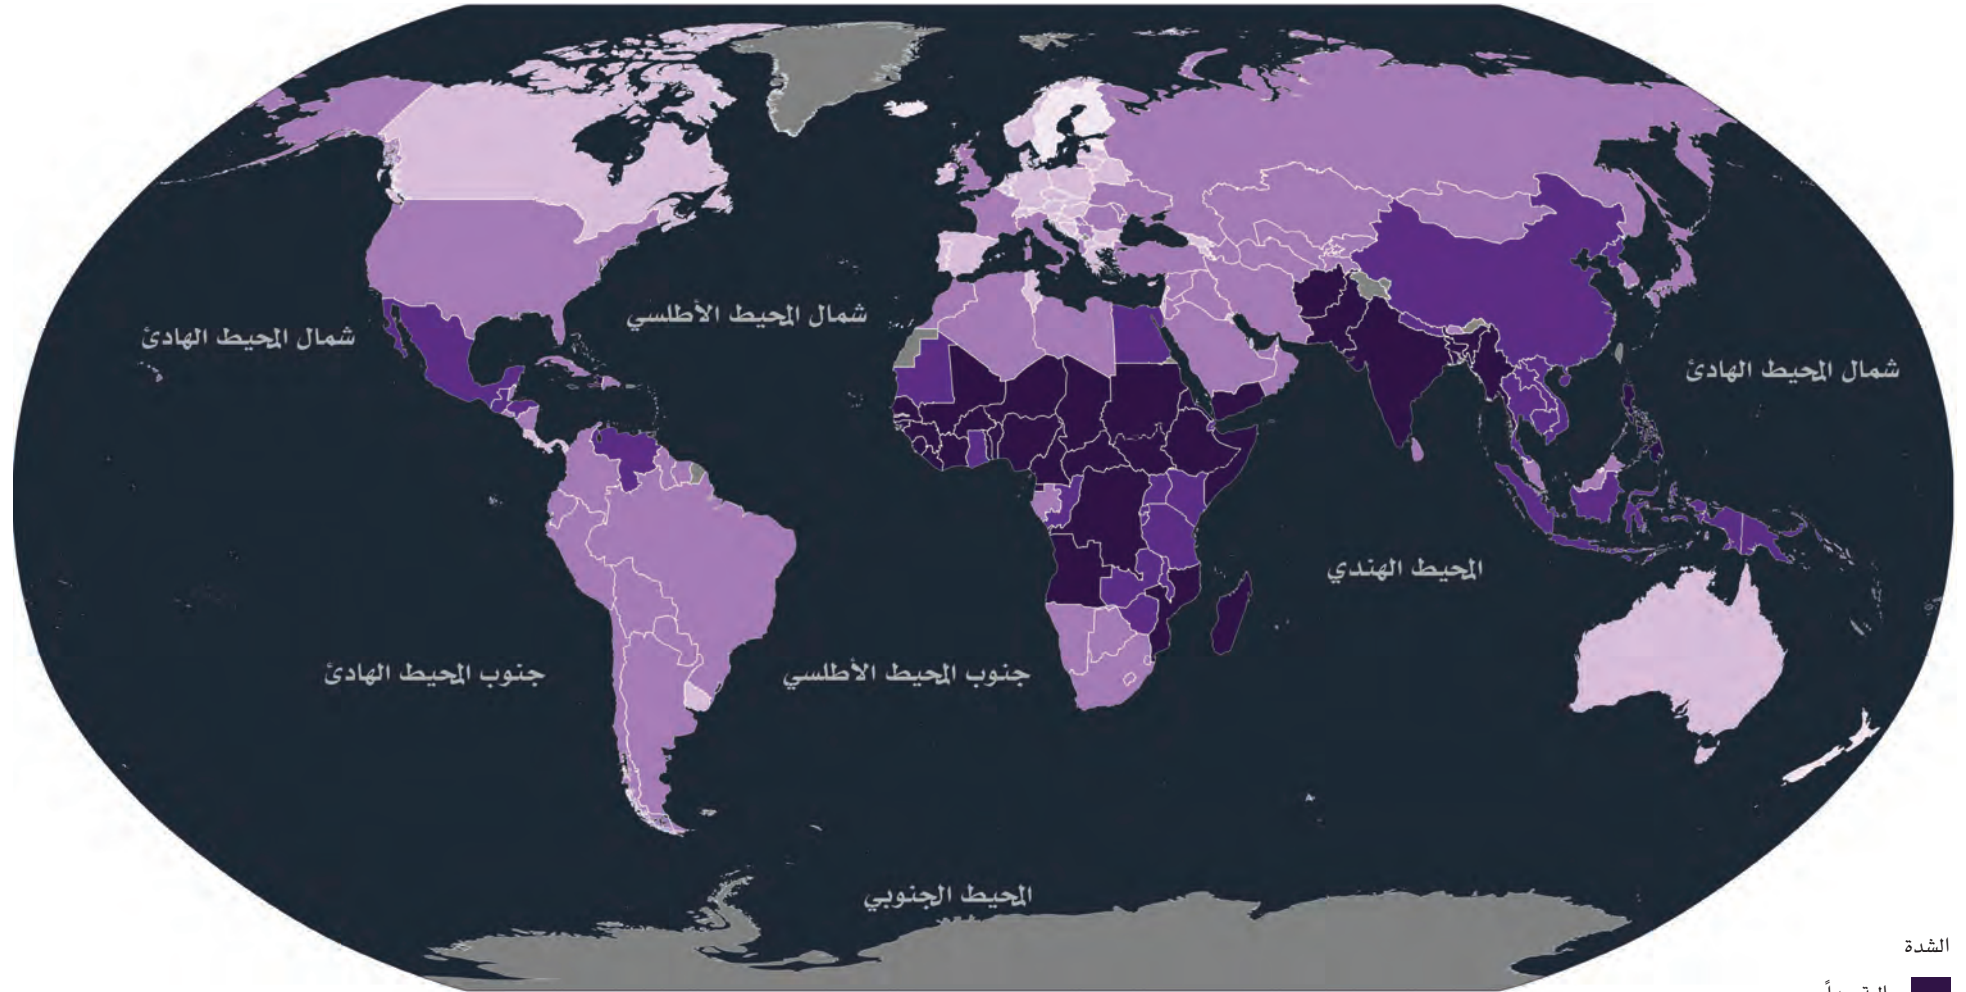 شمال المحيط الأطلسي
شمال المحيط الهادئ
شمال المحيط الهادئ
المحيط الهندي
جنوب المحيط الأطلسي
جنوب المحيط الهادئ
المحيط الجنوبي
الشدة